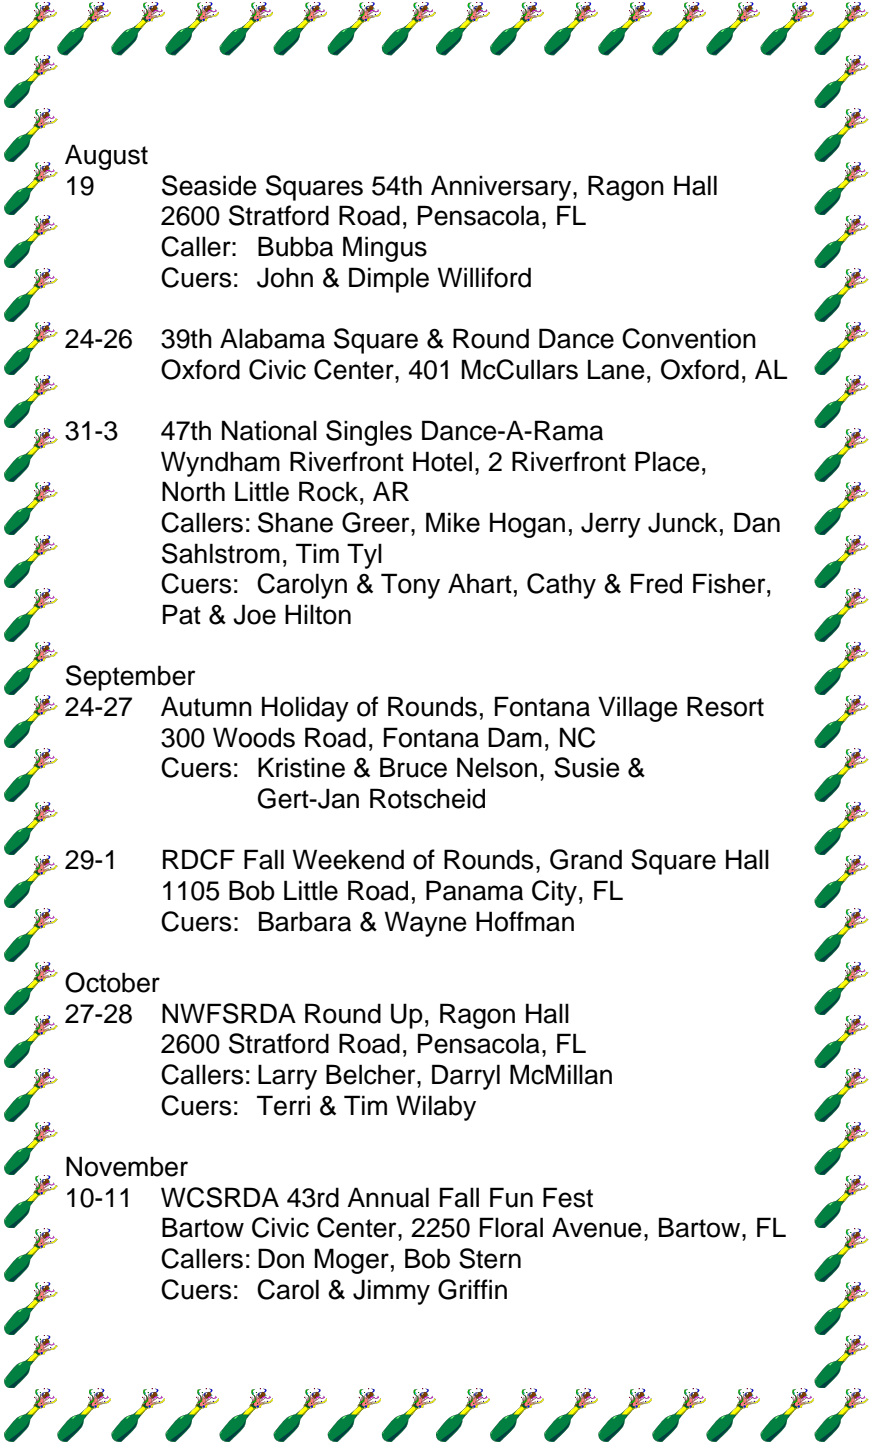 August
19 Seaside Squares 54th Anniversary, Ragon Hall
2600 Stratford Road, Pensacola, FL
Caller: Bubba Mingus
Cuers: John & Dimple Williford
24-26 39th Alabama Square & Round Dance Convention
Oxford Civic Center, 401 McCullars Lane, Oxford, AL
31-3 47th National Singles Dance-A-Rama
Wyndham Riverfront Hotel, 2 Riverfront Place,
North Little Rock, AR
Callers: Shane Greer, Mike Hogan, Jerry Junck, Dan
Sahlstrom, Tim Tyl
Cuers: Carolyn & Tony Ahart, Cathy & Fred Fisher,
Pat & Joe Hilton
September
24-27 Autumn Holiday of Rounds, Fontana Village Resort
300 Woods Road, Fontana Dam, NC
Cuers: Kristine & Bruce Nelson, Susie &
Gert-Jan Rotscheid
29-1 RDCF Fall Weekend of Rounds, Grand Square Hall
1105 Bob Little Road, Panama City, FL
Cuers: Barbara & Wayne Hoffman
October
27-28 NWFSRDA Round Up, Ragon Hall
2600 Stratford Road, Pensacola, FL
Callers: Larry Belcher, Darryl McMillan
Cuers: Terri & Tim Wilaby
November
10-11 WCSRDA 43rd Annual Fall Fun Fest
Bartow Civic Center, 2250 Floral Avenue, Bartow, FL
Callers: Don Moger, Bob Stern
Cuers: Carol & Jimmy Griffin